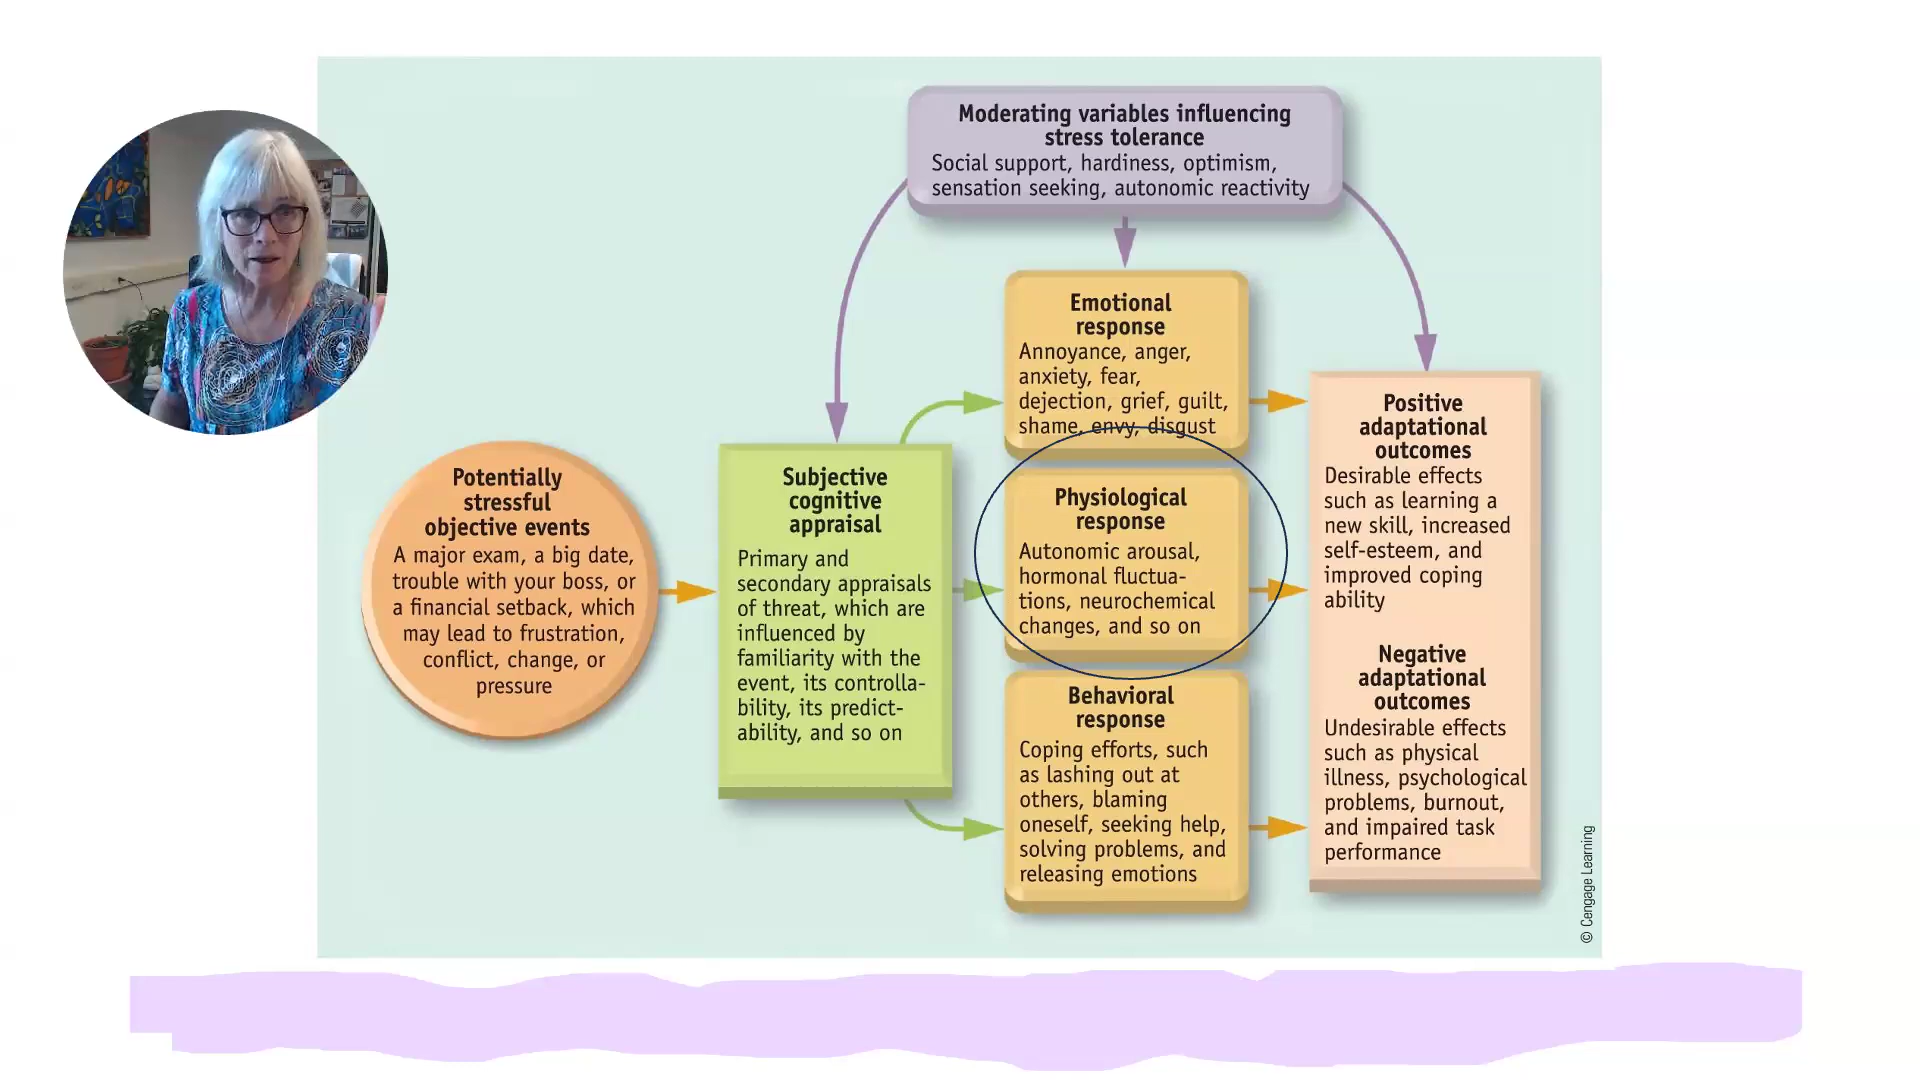 Moderating variables influencing
stress tolerance
Social support, hardiness, optimism,
sensation seeking, autonomic reactivity
Potentially
stressful
objective events
A major exam, a big date,
trouble with your boss, or
a financial setback, which
may lead to frustration,
conflict, change, or
pressure
Subjective
cognitive
appraisal
Primary and
secondary appraisals
of threat, which are
influenced by
familiarity with the
event, its controlla-
bility, its predict-
ability, and so on
Emotional
response
Annoyance, anger,
anxiety, fear,
dejection, grief, guilt,
shame, envy, disgust
Physiological
response
Autonomic arousal,
hormonal fluctua-
tions, neurochemical
changes, and so on
Behavioral
response
Coping efforts, such
as lashing out at
others, blaming
oneself, seeking help,
solving problems, and
releasing emotions
Positive
adaptational
outcomes
Desirable effects
such as learning a
new skill, increased
self-esteem, and
improved coping
ability
Negative
adaptational
outcomes
Undesirable effects
such as physical
illness, psychological
problems, burnout,
and impaired task
performance
© Cengage Learning